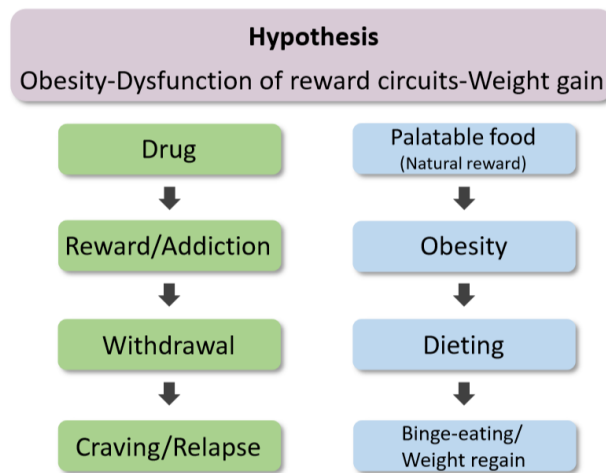 Hypothesis
Obesity-Dysfunction of reward circuits-Weight gain
Drug
Reward/Addiction
Withdrawal
Craving/Relapse
Palatable food
(Natural reward)
Obesity
Dieting
Binge-eating/
Weight regain